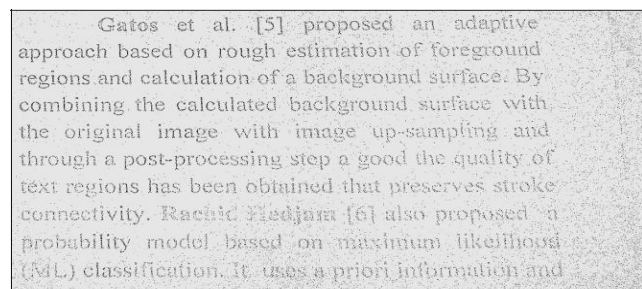 Gatos et al. [5] proposed an adaptive
approach based on rough estimation of foreground
regions and calculation of a background surface. By
combining the calculated background surface with
the original image with image up-sampling and
through a post-processing step a good the quality of
text regions has been obtained that preserves stroke
connectivity. Rachid Hedjam [6] also proposed a
probability model based on maximum likelihood
(ML) classification. It uses a priori information and